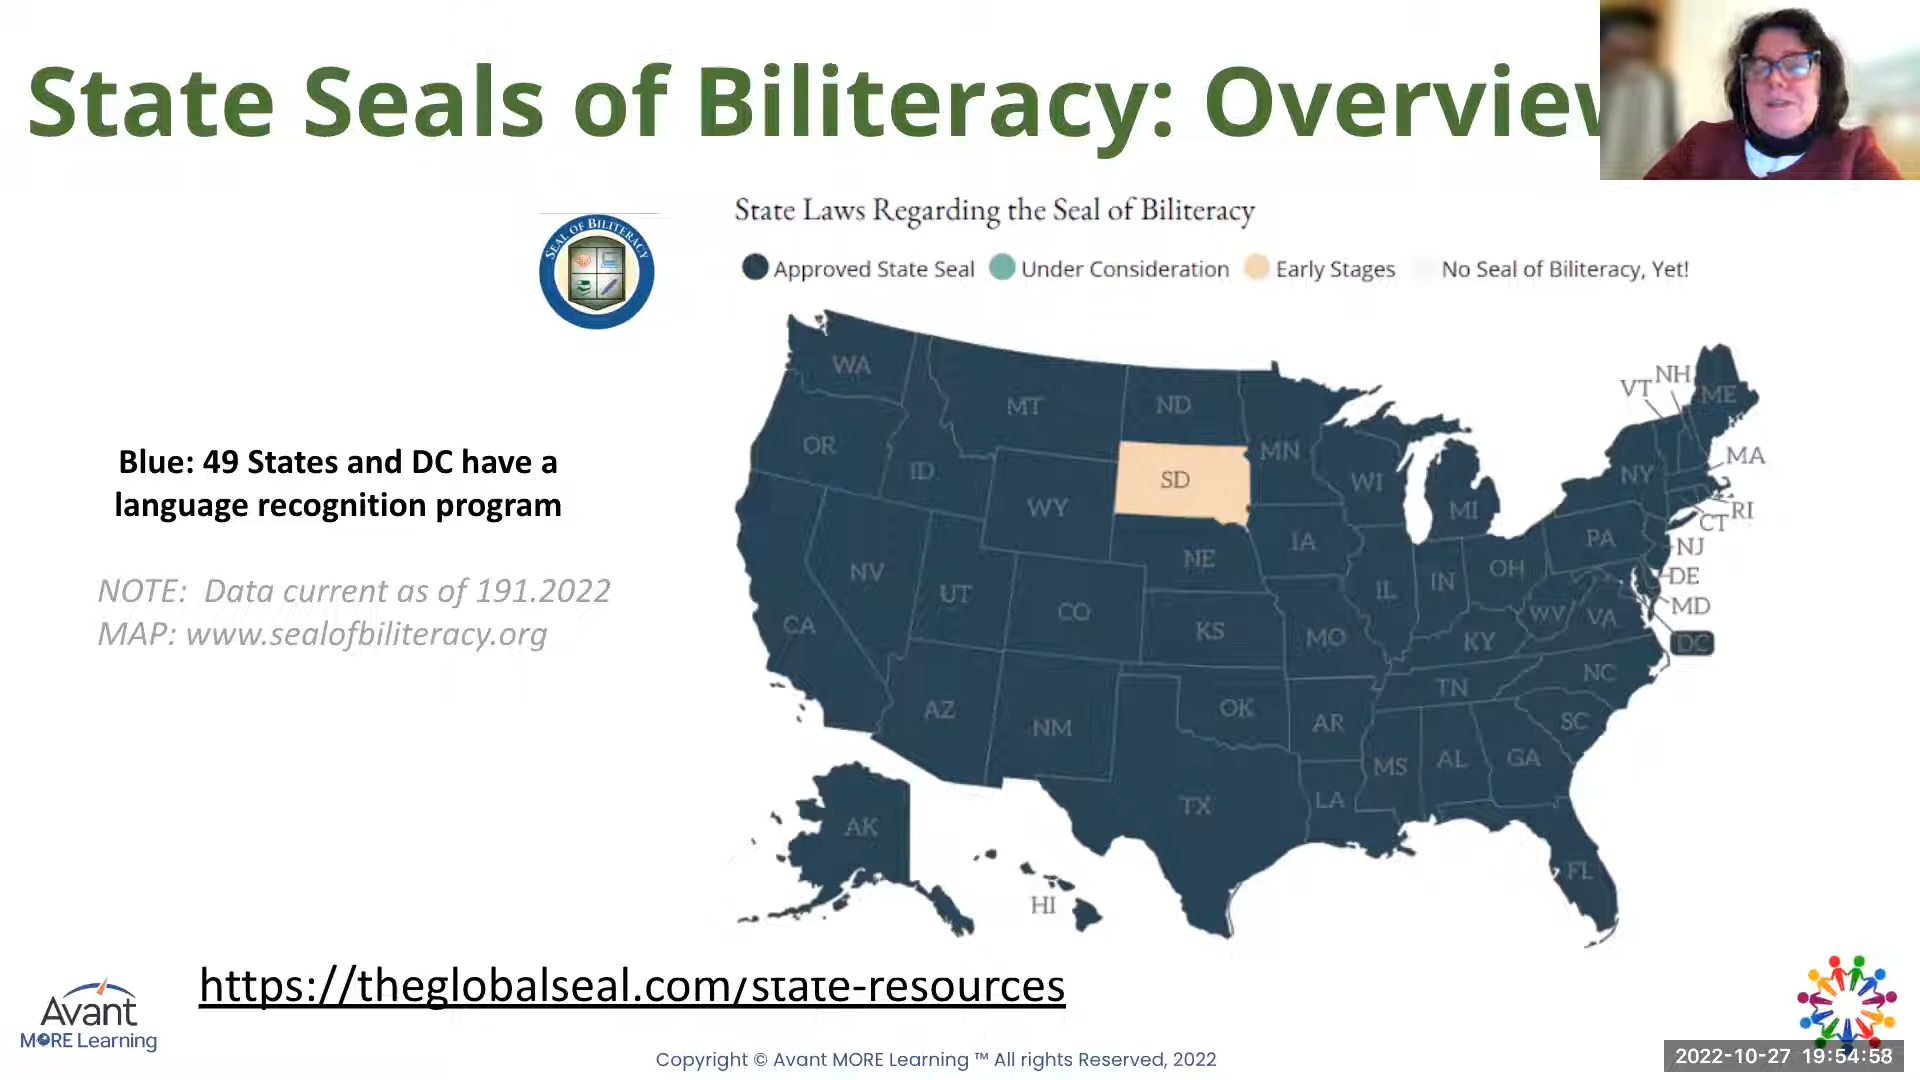 State Seals of Biliteracy: Overview
SEAL OF BILITERACY
State Laws Regarding the Seal of Biliteracy
Approved State Seal Under Consideration Early Stages No Seal of Biliteracy, Yet!
Blue: 49 States and DC have a
language recognition program
NOTE: Data current as of 191.2022
MAP: www.sealofbiliteracy.org
WA
MT
ND
MN
OR
ID
WY
SD
WI
MI
NY
VT
NH
ME
MA
RI
CT
NJ
DE
MD
DC
PA
NV
UT
CO
NE
IA
IL
IN
OH
WV
VA
CA
KS
MO
KY
NC
TN
AZ
NM
OK
AR
SC
MS
AL
GA
TX
LA
FL
AK
HI
https://theglobalseal.com/state-resources
Avant
MORE Learning
Copyright © Avant MORE Learning ™ All rights Reserved, 2022
2022-10-27 19:54:58